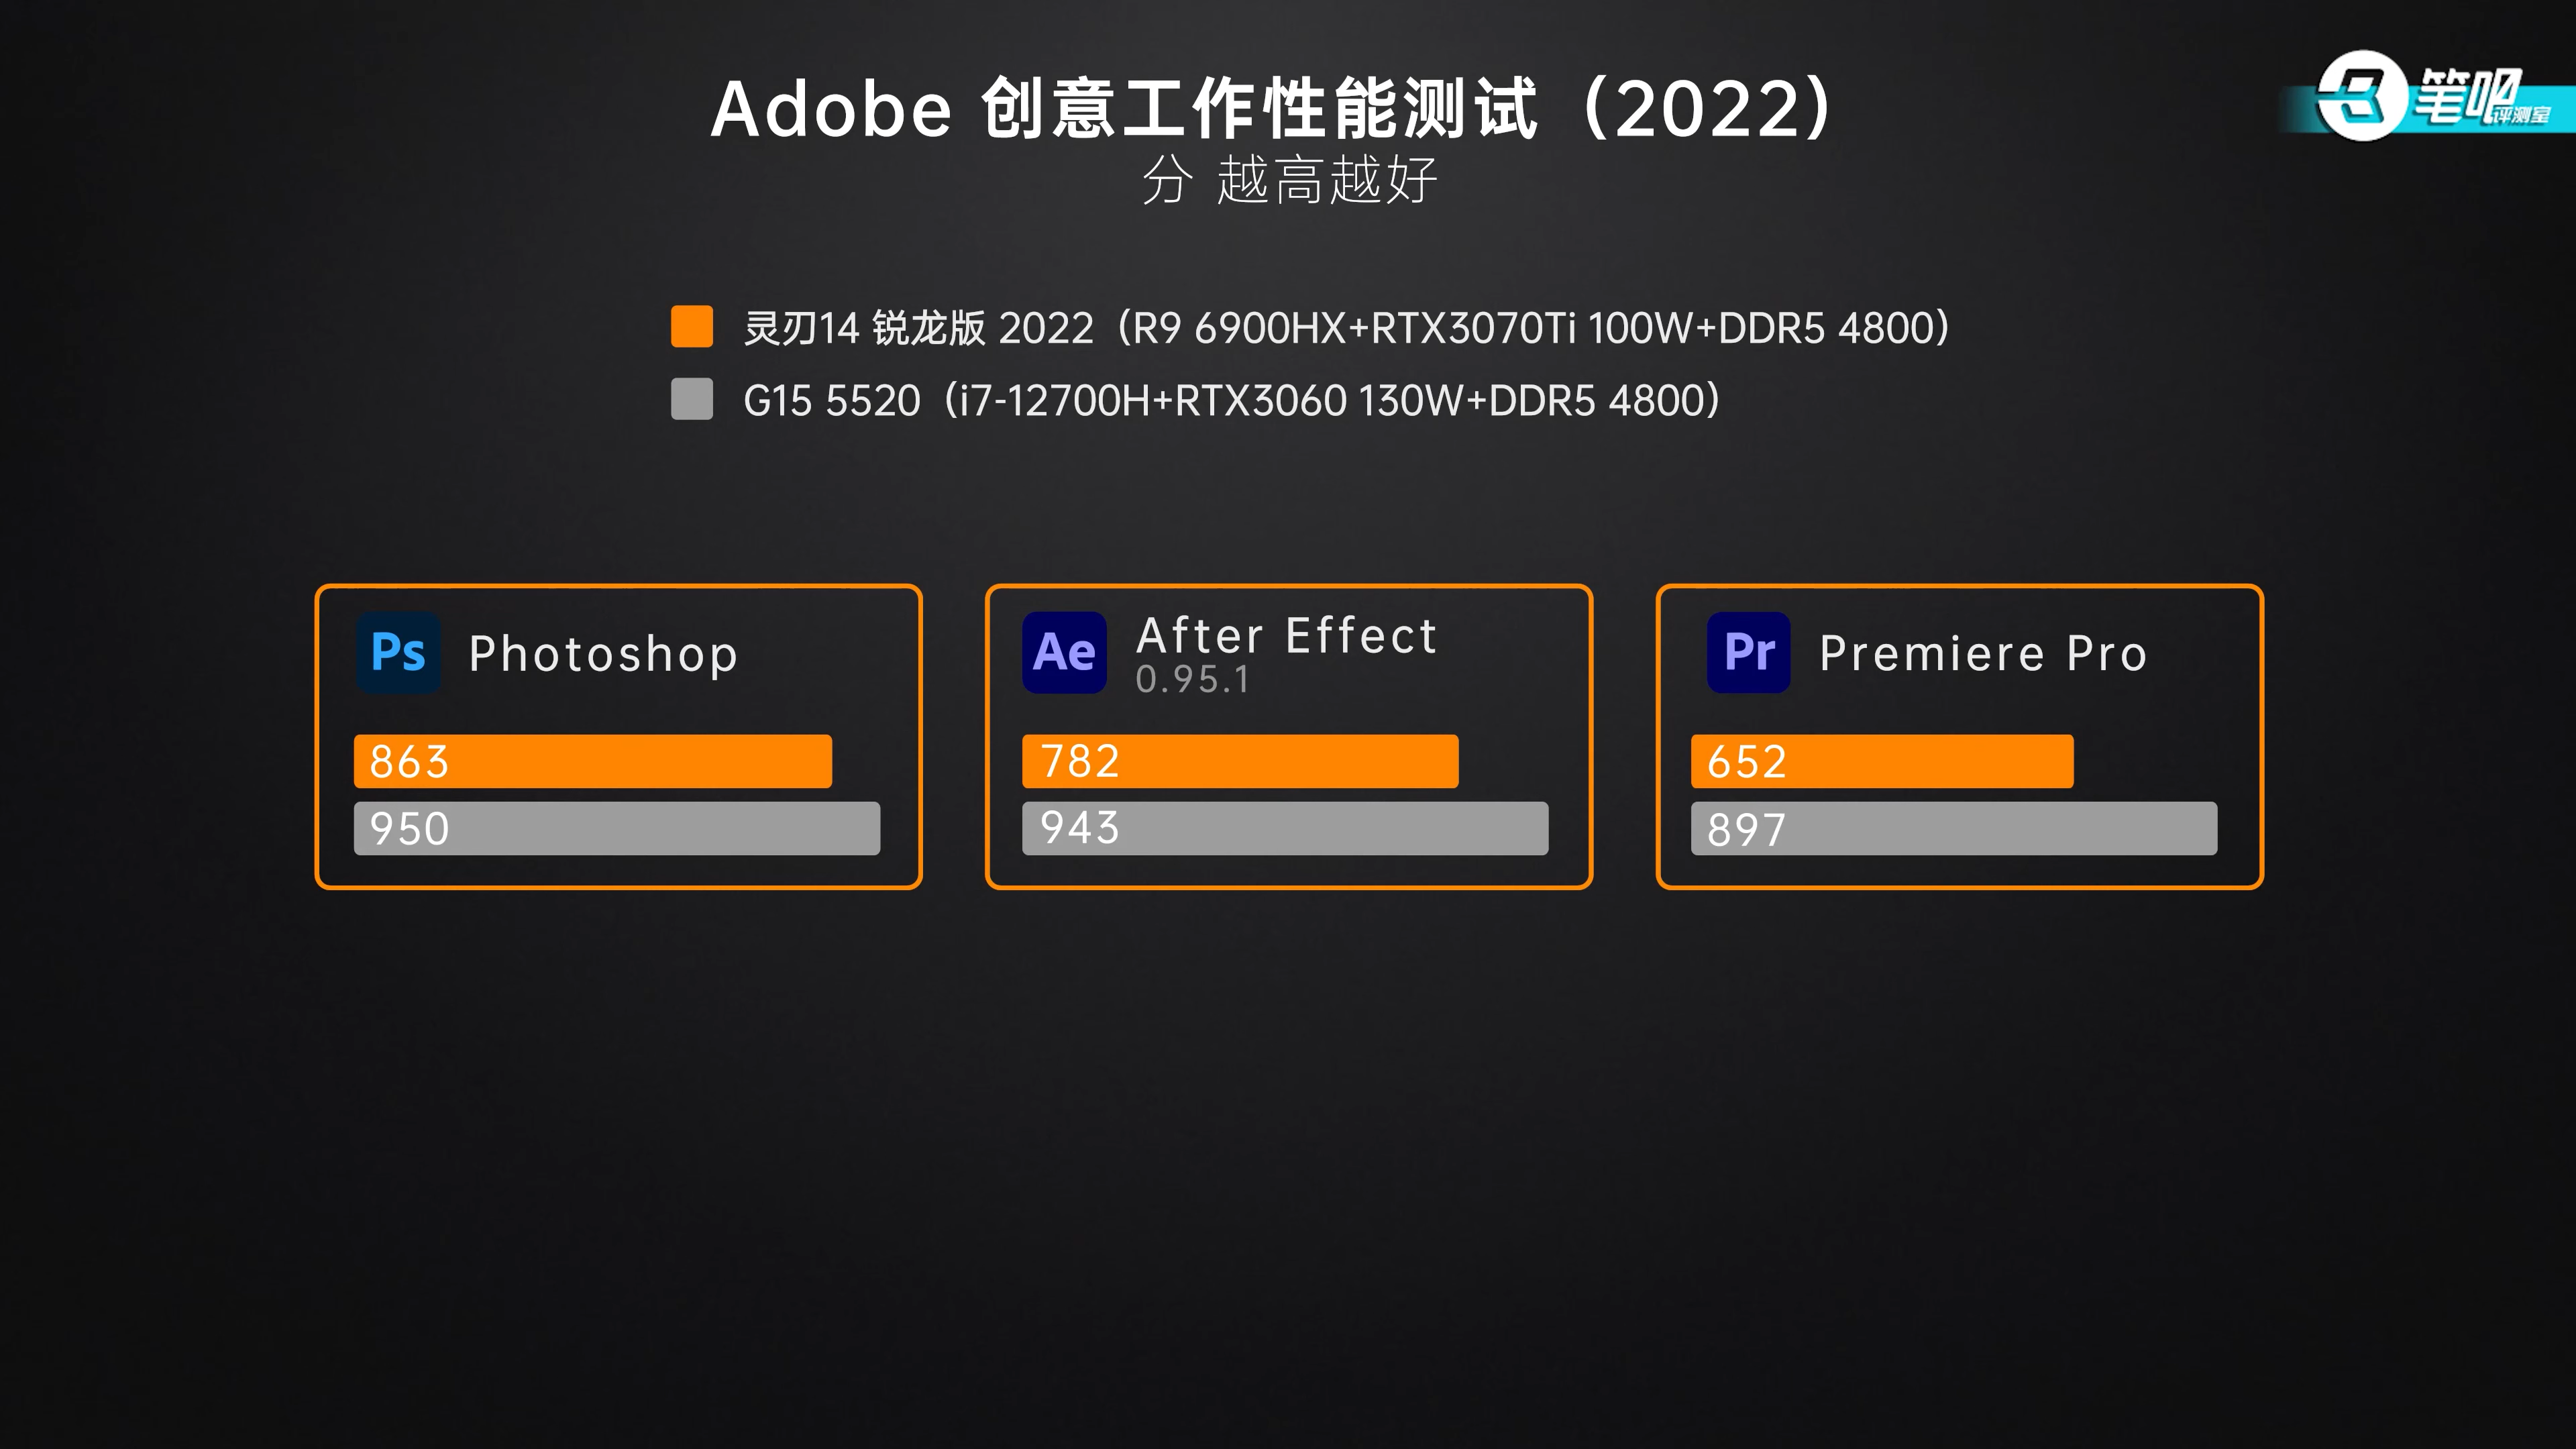 Adobe 创意工作性能测试（2022）
分 越高越好
笔吧评测室
灵刃14 锐龙版 2022（R9 6900HX+RTX3070Ti 100W+DDR5 4800）
G15 5520（i7-12700H+RTX3060 130W+DDR5 4800）
Ps Photoshop
863
950
Ae After Effect
0.95.1
782
943
Pr Premiere Pro
652
897